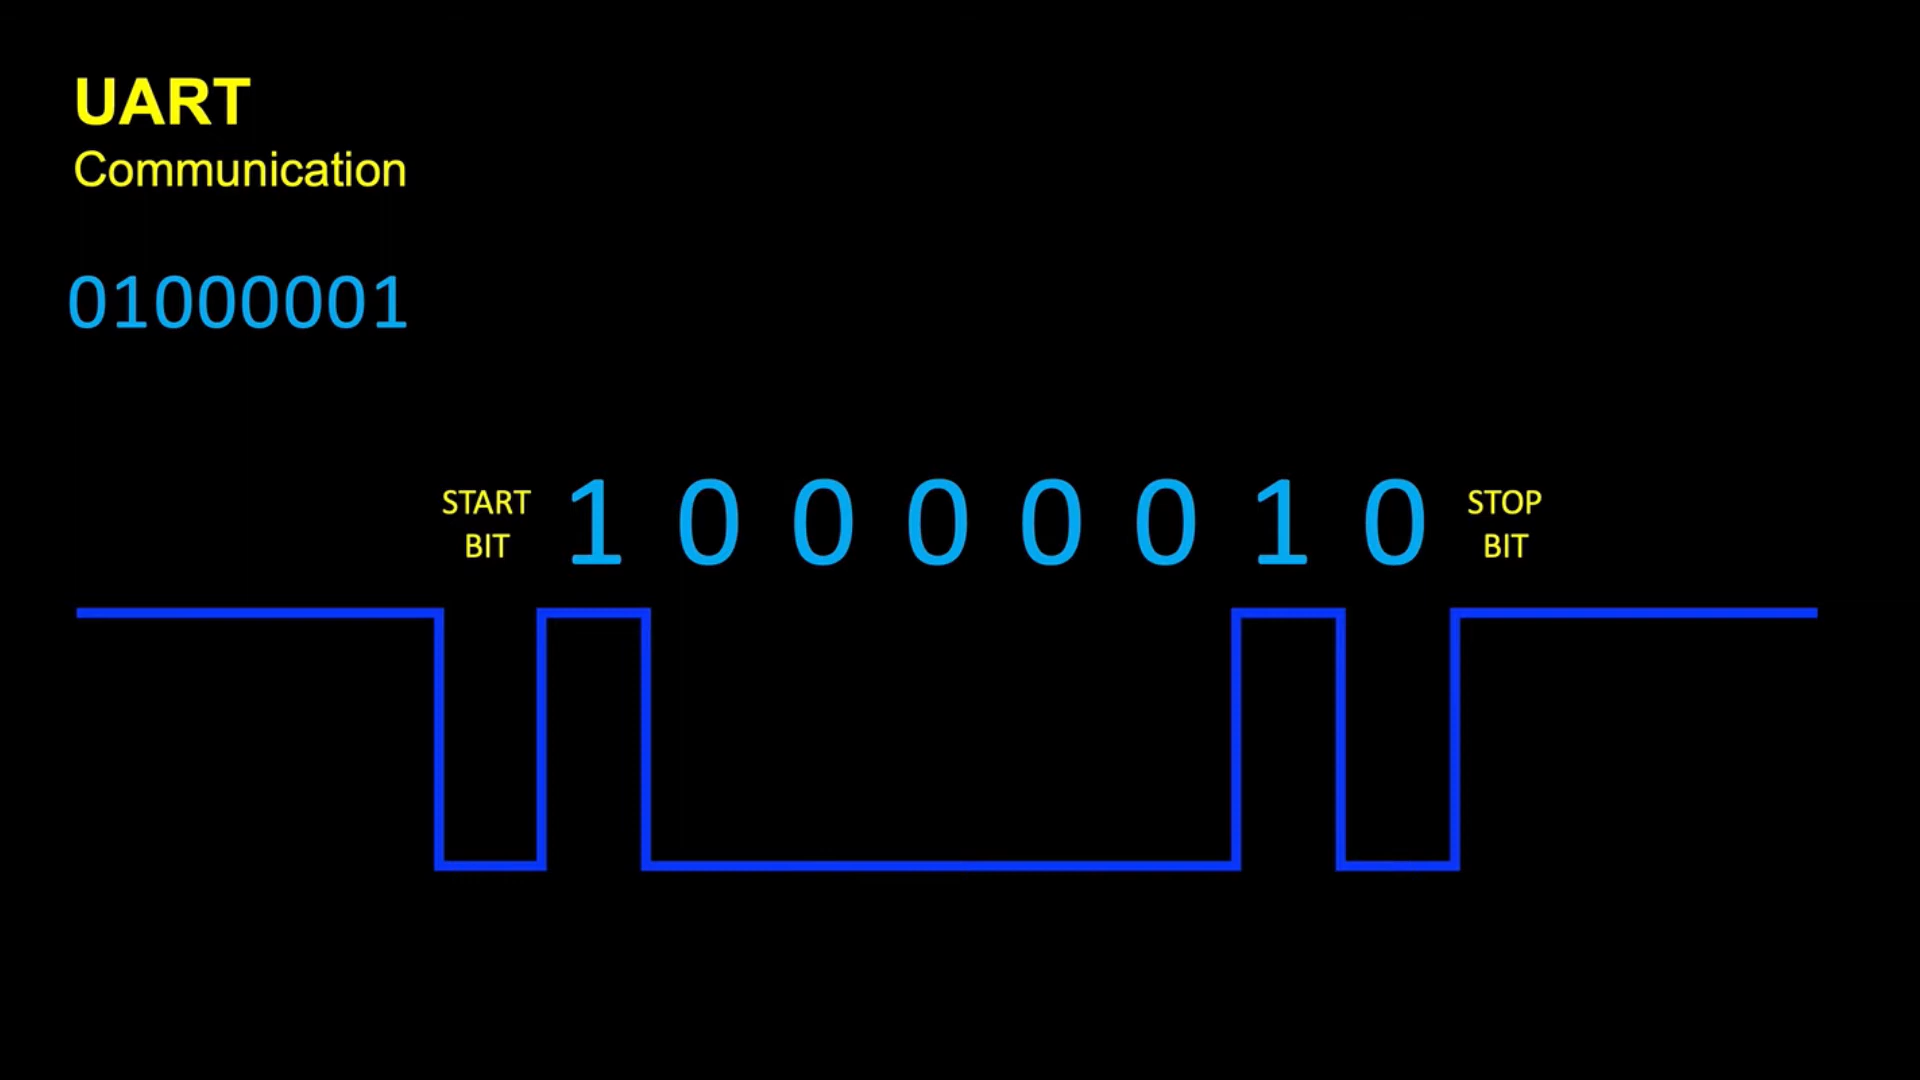 UART
Communication
01000001
START
BIT
1 0 0 0 0 0 1 0
STOP
BIT